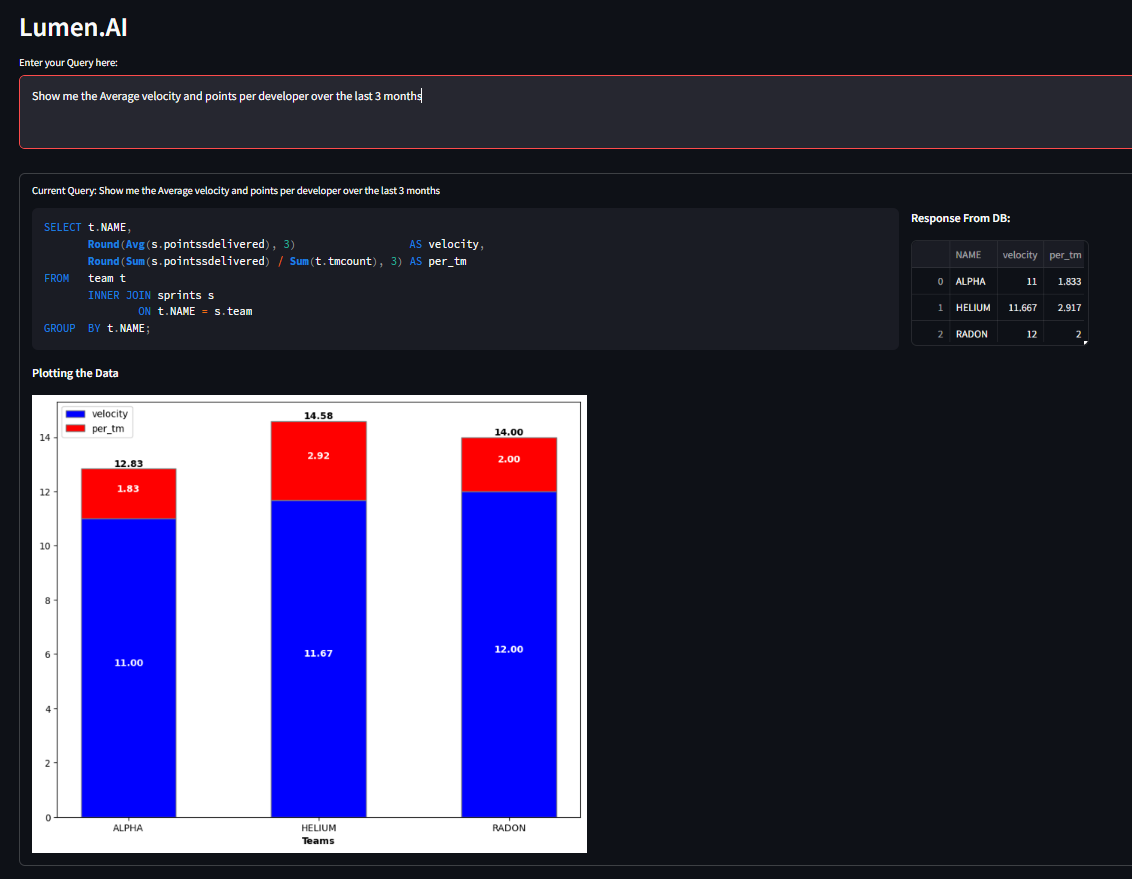 Lumen.AI
Enter your Query here:
Show me the Average velocity and points per developer over the last 3 months
Current Query: Show me the Average velocity and points per developer over the last 3 months
SELECT t.NAME,
Round(Avg(s.pointssdelivered), 3) AS velocity,
Round(Sum(s.pointssdelivered) / Sum(t.tmcount), 3) AS per_tm
FROM team t
INNER JOIN sprints s
ON t.NAME = s.team
GROUP BY t.NAME;
Response From DB:
NAME velocity per_tm
0 ALPHA 11 1.833
1 HELIUM 11.667 2.917
2 RADON 12 2
Plotting the Data
velocity
per_tm
14.58
14.00
12.83
2.92
2.00
1.83
11.00
11.67
12.00
14
12
10
8
6
4
2
0
ALPHA HELIUM RADON
Teams